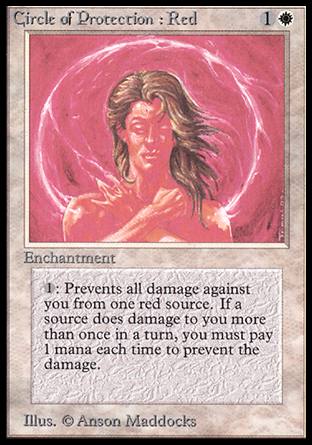 Circle of Protection : Red 1
Enchantment
1: Prevents all damage against
you from one red source. If a
source does damage to you more
than once in a turn, you must pay
1 mana each time to prevent the
damage.
Illus. © Anson Maddocks